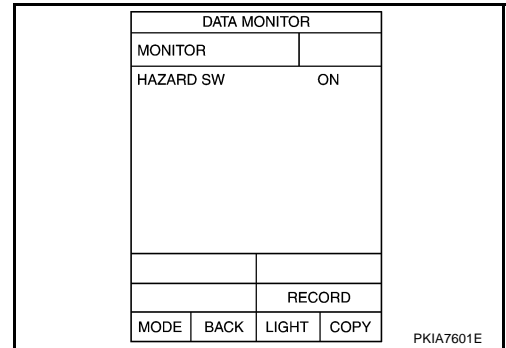 DATA MONITOR
MONITOR
HAZARD SW ON
RECORD
MODE BACK LIGHT COPY
PKIA7601E